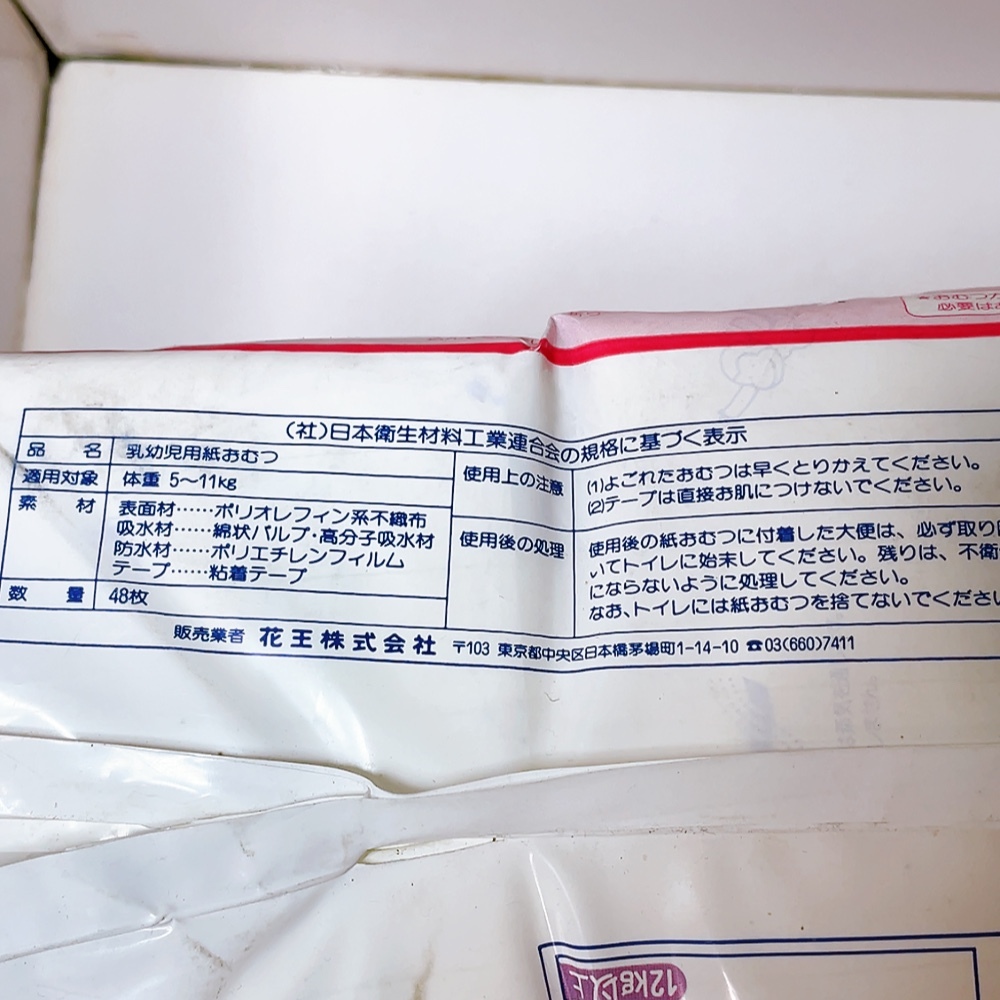 ★おむつカ
必要はあ
(社)日本衛生材料工業連合会の規格に基づく表示
品 名 乳幼児用紙おむつ
適用対象 体重 5〜11kg
素 材 表面材……ポリオレフィン系不織布
吸水材……綿状パルプ・高分子吸水材
防水材……ポリエチレンフィルム
テープ……粘着テープ
数 量 48枚
使用上の注意 (1)よごれたおむつは早くとりかえてください。
(2)テープは直接お肌につけないでください。
使用後の処理 使用後の紙おむつに付着した大便は、必ず取り
いてトイレに始末してください。残りは、不衛
にならないように処理してください。
なお、トイレには紙おむつを捨てないでください
販売業者 花王株式会社 〒103 東京都中央区日本橋茅場町1-14-10 ☎03(660)7411
12kg以上